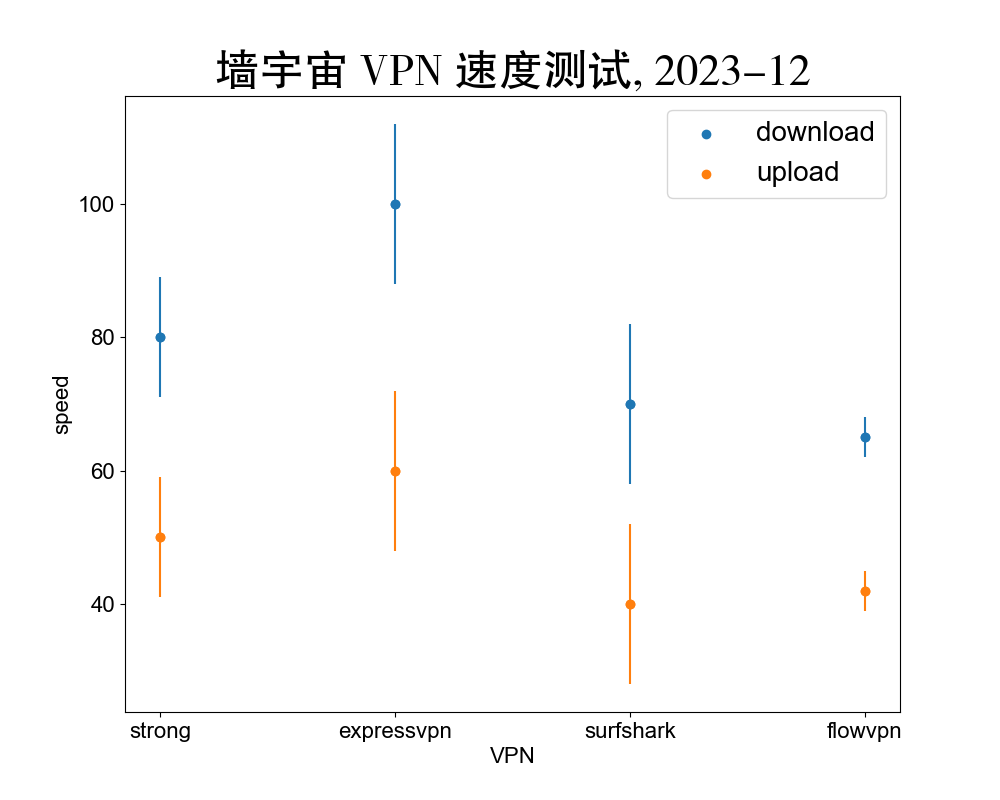 墙宇宙 VPN 速度测试, 2023-12
download
upload
100
80
60
40
speed
strong expressvpn surfshark flowvpn
VPN